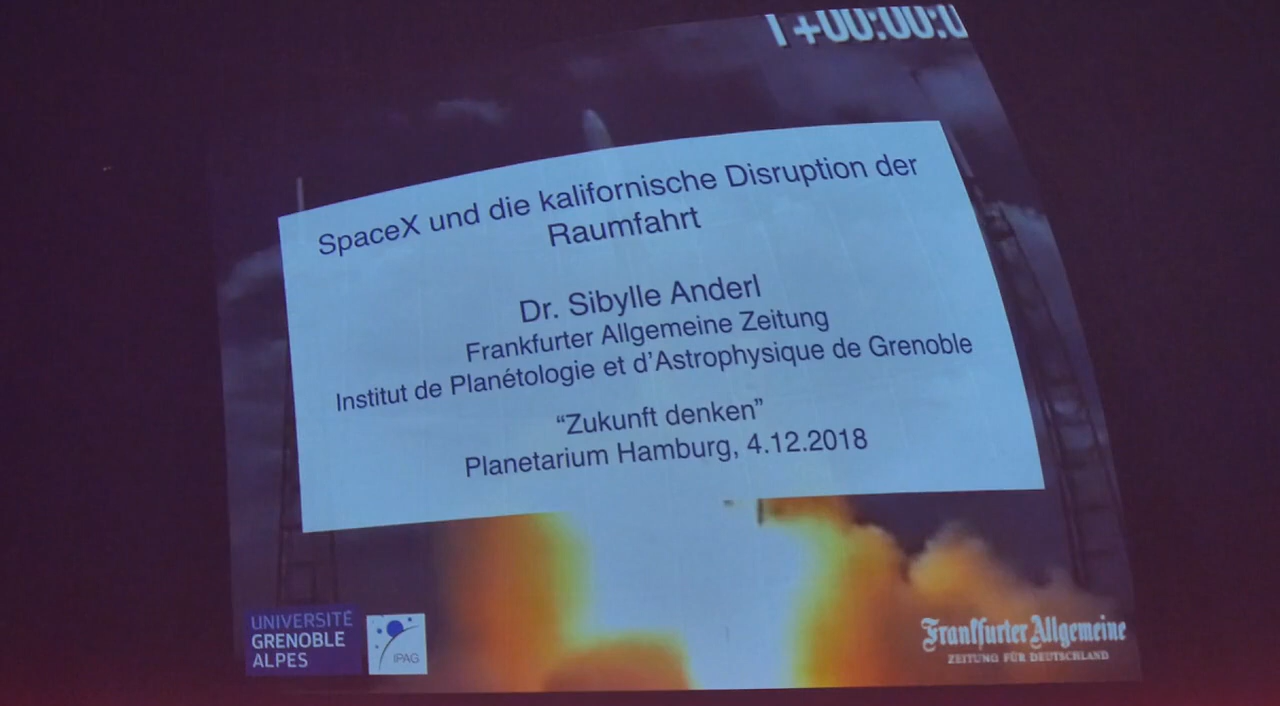 T+00:00:0
SpaceX und die kalifornische Disruption der
Raumfahrt
Dr. Sibylle Anderl
Frankfurter Allgemeine Zeitung
Institut de Planétologie et d’Astrophysique de Grenoble
“Zukunft denken”
Planetarium Hamburg, 4.12.2018
UNIVERSITÉ
GRENOBLE
ALPES
IPAG
Frankfurter Allgemeine
ZEITUNG FÜR DEUTSCHLAND